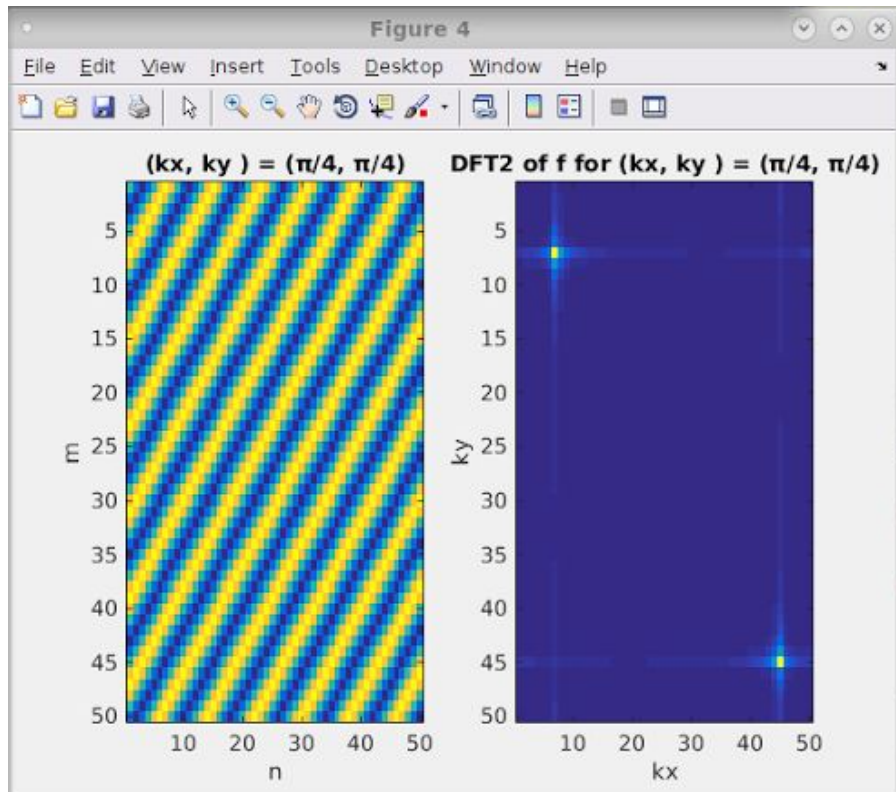 Figure 4
File Edit View Insert Tools Desktop Window Help
(kx, ky ) = (π/4, π/4)
5
10
15
20
25
30
35
40
45
50
m
10 20 30 40 50
n
DFT2 of f for (kx, ky ) = (π/4, π/4)
5
10
15
20
25
30
35
40
45
50
ky
10 20 30 40 50
kx